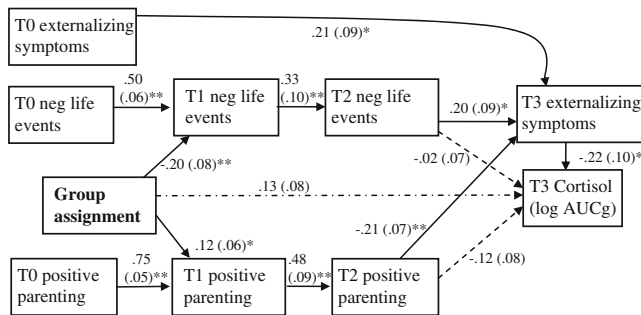 T0 externalizing
symptoms
.21 (.09)*
.50
(.06)**
.33
(.10)**
T0 neg life
events
T1 neg life
events
T2 neg life
events
.20 (.09)*
T3 externalizing
symptoms
-.20 (.08)**
-.02 (.07)
-.22 (.10)*
Group
assignment
.13 (.08)
T3 Cortisol
(log AUCg)
-.21 (.07)**
.12 (.06)*
.75
(.05)**
.48
(.09)**
-.12 (.08)
T0 positive
parenting
T1 positive
parenting
T2 positive
parenting